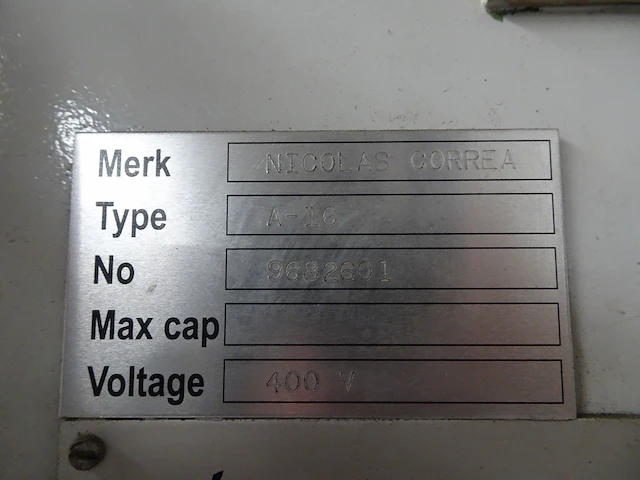 Merk NICOLAS CORREA
Type A-16
No 9682601
Max cap
Voltage 400 V